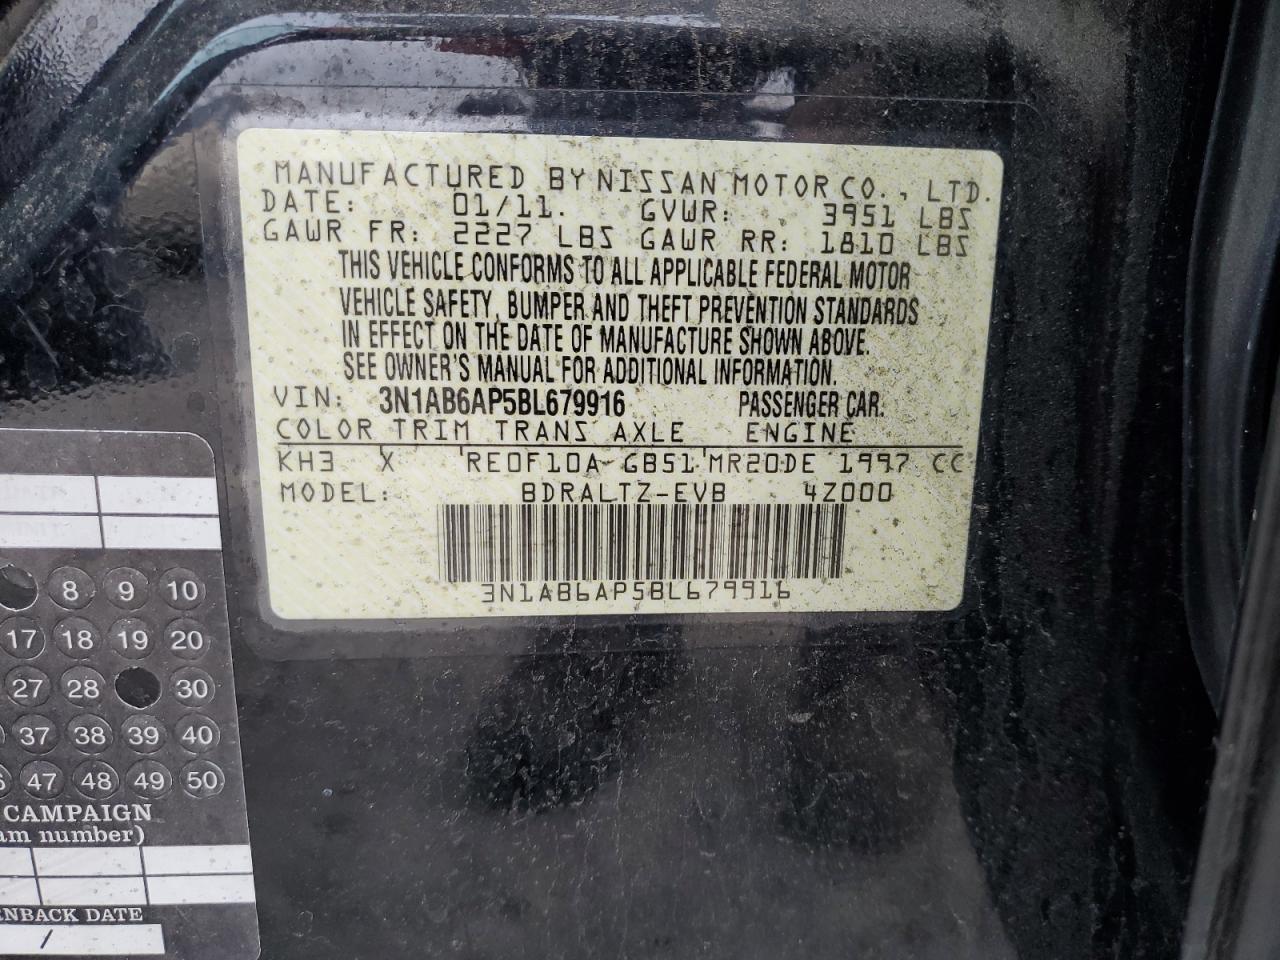 MANUFACTURED BY NISSAN MOTOR CO., LTD.
DATE: 01/11. GVWR: 3951 LBS
GAWR FR: 2227 LBS GAWR RR: 1810 LBS
THIS VEHICLE CONFORMS TO ALL APPLICABLE FEDERAL MOTOR
VEHICLE SAFETY, BUMPER AND THEFT PREVENTION STANDARDS
IN EFFECT ON THE DATE OF MANUFACTURE SHOWN ABOVE.
SEE OWNER'S MANUAL FOR ADDITIONAL INFORMATION.
VIN: 3N1AB6AP5BL679916 PASSENGER CAR.
COLOR TRIM TRANS AXLE ENGINE
KH3 X RE0F10A GB51 MR20DE 1997 CC
MODEL: BDRALTZ-EVB 4Z000
3N1AB6AP5BL679916
8 9 10
17 18 19 20
27 28 30
37 38 39 40
47 48 49 50
CAMPAIGN
number)
DATE
/